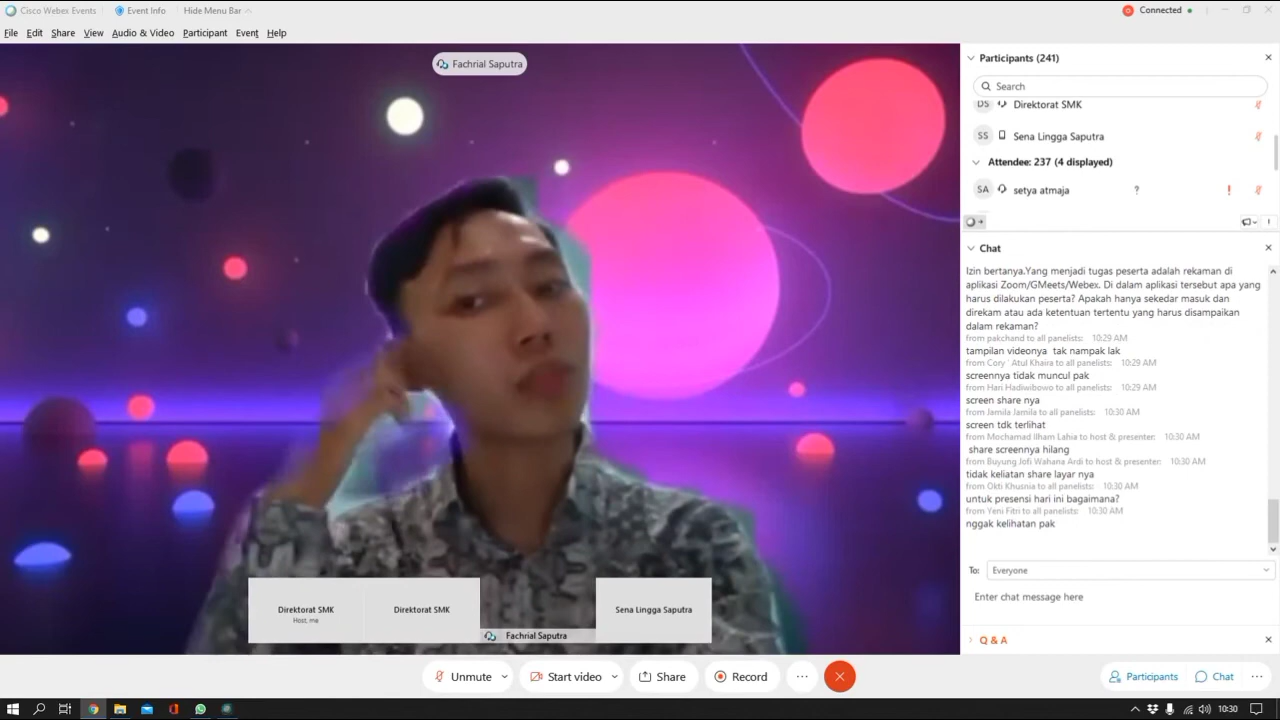 Cisco Webex Events
Event Info
Hide Menu Bar
Connected
File Edit Share View Audio & Video Participant Event Help
Fachrial Saputra
Participants (241)
Search
DS Direktorat SMK
SS Sena Lingga Saputra
Attendee: 237 (4 displayed)
SA setya atmaja ? !
Chat
Izin bertanya.Yang menjadi tugas peserta adalah rekaman di
aplikasi Zoom/GMeets/Webex. Di dalam aplikasi tersebut apa yang
harus dilakukan peserta? Apakah hanya sekedar masuk dan
direkam atau ada ketentuan tertentu yang harus disampaikan
dalam rekaman?
from pakchand to all panelists: 10:29 AM
tampilan videonya tak nampak lak
from Cory ' Atul Khaira to all panelists: 10:29 AM
screennya tidak muncul pak
from Hari Hadiwibowo to all panelists: 10:29 AM
screen share nya
from Jamila Jamila to all panelists: 10:30 AM
screen tdk terlihat
from Mochamad Ilham Lahia to host & presenter: 10:30 AM
share screennya hilang
from Buyung Jofi Wahana Ardi to host & presenter: 10:30 AM
tidak keliatan share layar nya
from Okti Khusnia to all panelists: 10:30 AM
untuk presensi hari ini bagaimana?
from Yeni Fitri to all panelists: 10:30 AM
nggak kelihatan pak
To: Everyone
Enter chat message here
Q & A
Direktorat SMK
Host, me
Direktorat SMK
Fachrial Saputra
Sena Lingga Saputra
Unmute
Start video
Share
Record
Participants
Chat
10:30